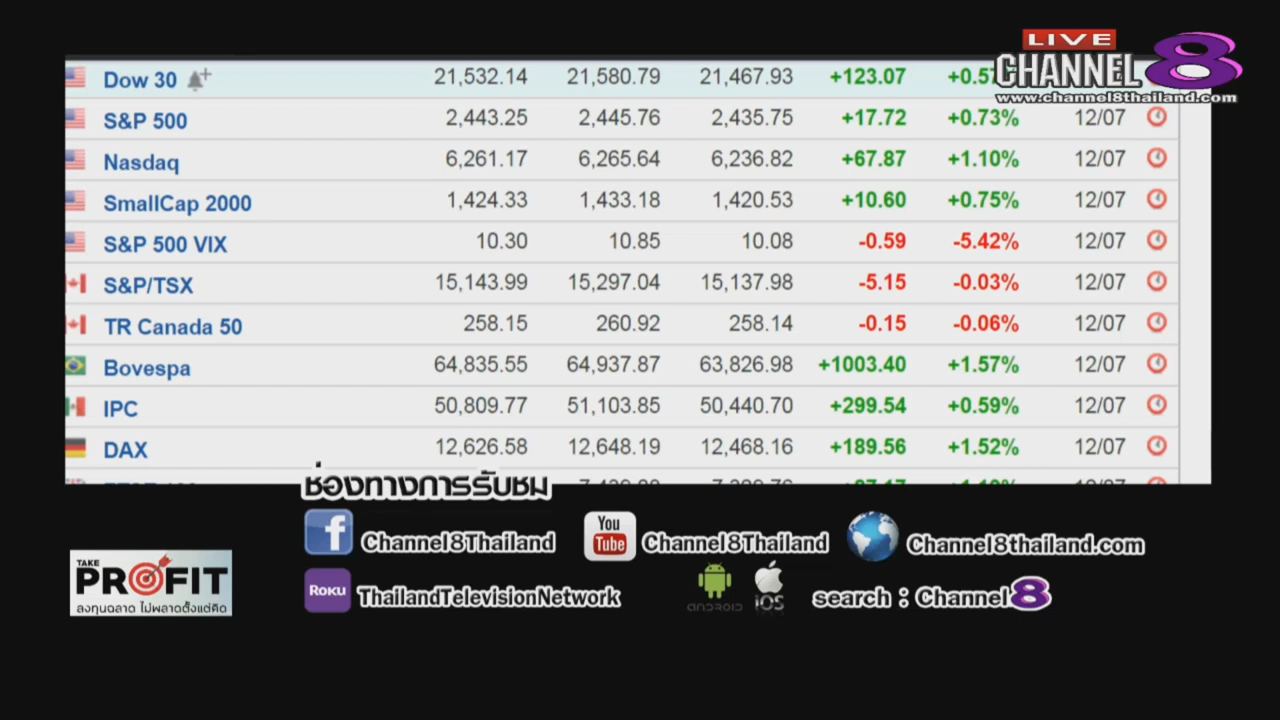 LIVE
CHANNEL 8
www.channel8thailand.com
Dow 30 21,532.14 21,580.79 21,467.93 +123.07
S&P 500 2,443.25 2,445.76 2,435.75 +17.72 +0.73% 12/07
Nasdaq 6,261.17 6,265.64 6,236.82 +67.87 +1.10% 12/07
SmallCap 2000 1,424.33 1,433.18 1,420.53 +10.60 +0.75% 12/07
S&P 500 VIX 10.30 10.85 10.08 -0.59 -5.42% 12/07
S&P/TSX 15,143.99 15,297.04 15,137.98 -5.15 -0.03% 12/07
TR Canada 50 258.15 260.92 258.14 -0.15 -0.06% 12/07
Bovespa 64,835.55 64,937.87 63,826.98 +1003.40 +1.57% 12/07
IPC 50,809.77 51,103.85 50,440.70 +299.54 +0.59% 12/07
DAX 12,626.58 12,648.19 12,468.16 +189.56 +1.52% 12/07
ช่องทางการรับชม
f Channel8Thailand You Tube Channel8Thailand Channel8thailand.com
TAKE
PROFIT
ลงทุนฉลาด ไม่พลาดตั้งแต่คิด
ROKU ThailandTelevisionNetwork ANDROID iOS search : Channel 8